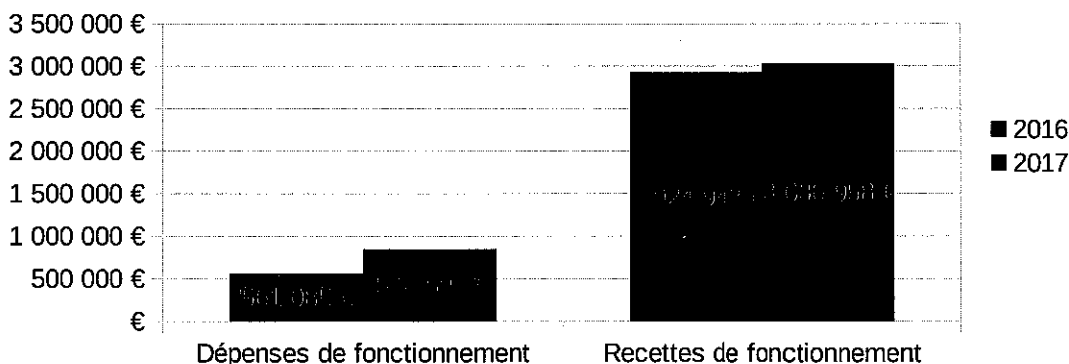 3 500 000 €
3 000 000 €
2 500 000 €
2 000 000 €
1 500 000 €
1 000 000 €
500 000 €
€
2016
2017
Dépenses de fonctionnement
Recettes de fonctionnement